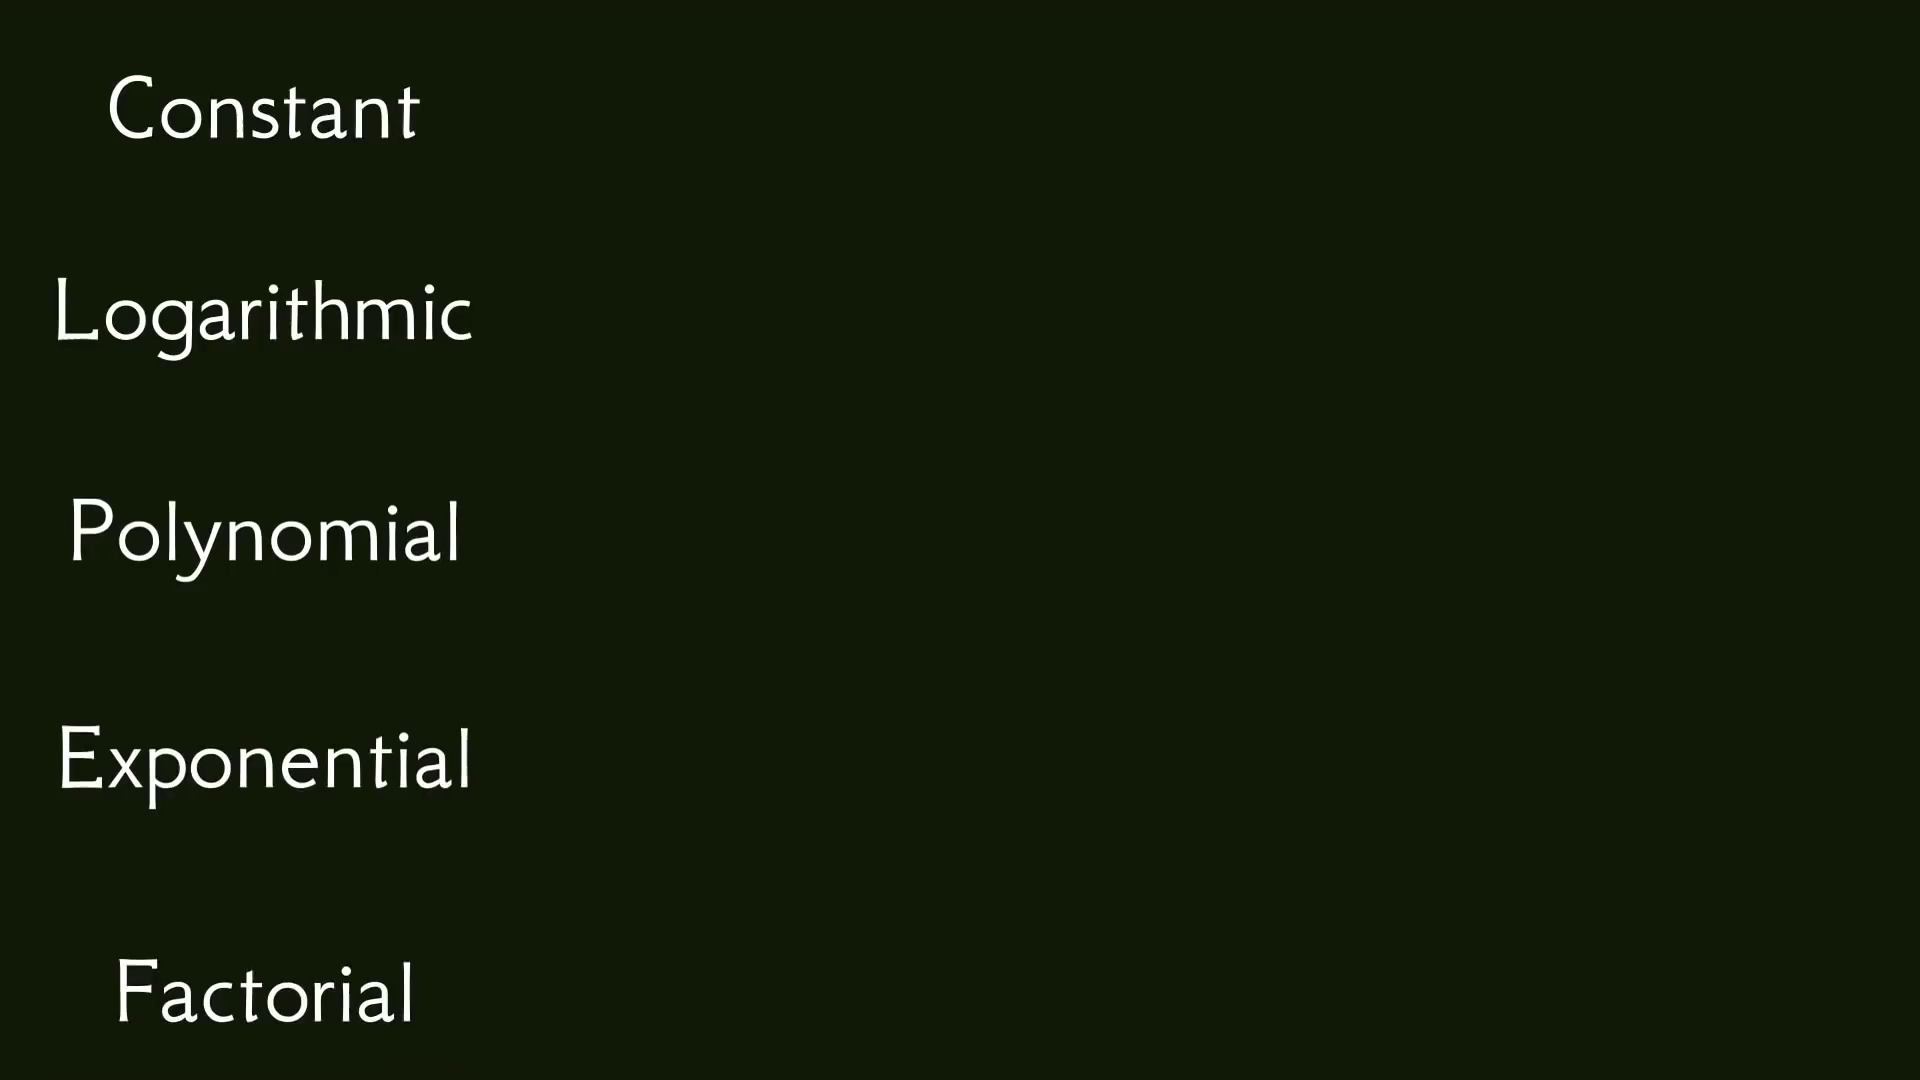 Constant
Logarithmic
Polynomial
Exponential
Factorial